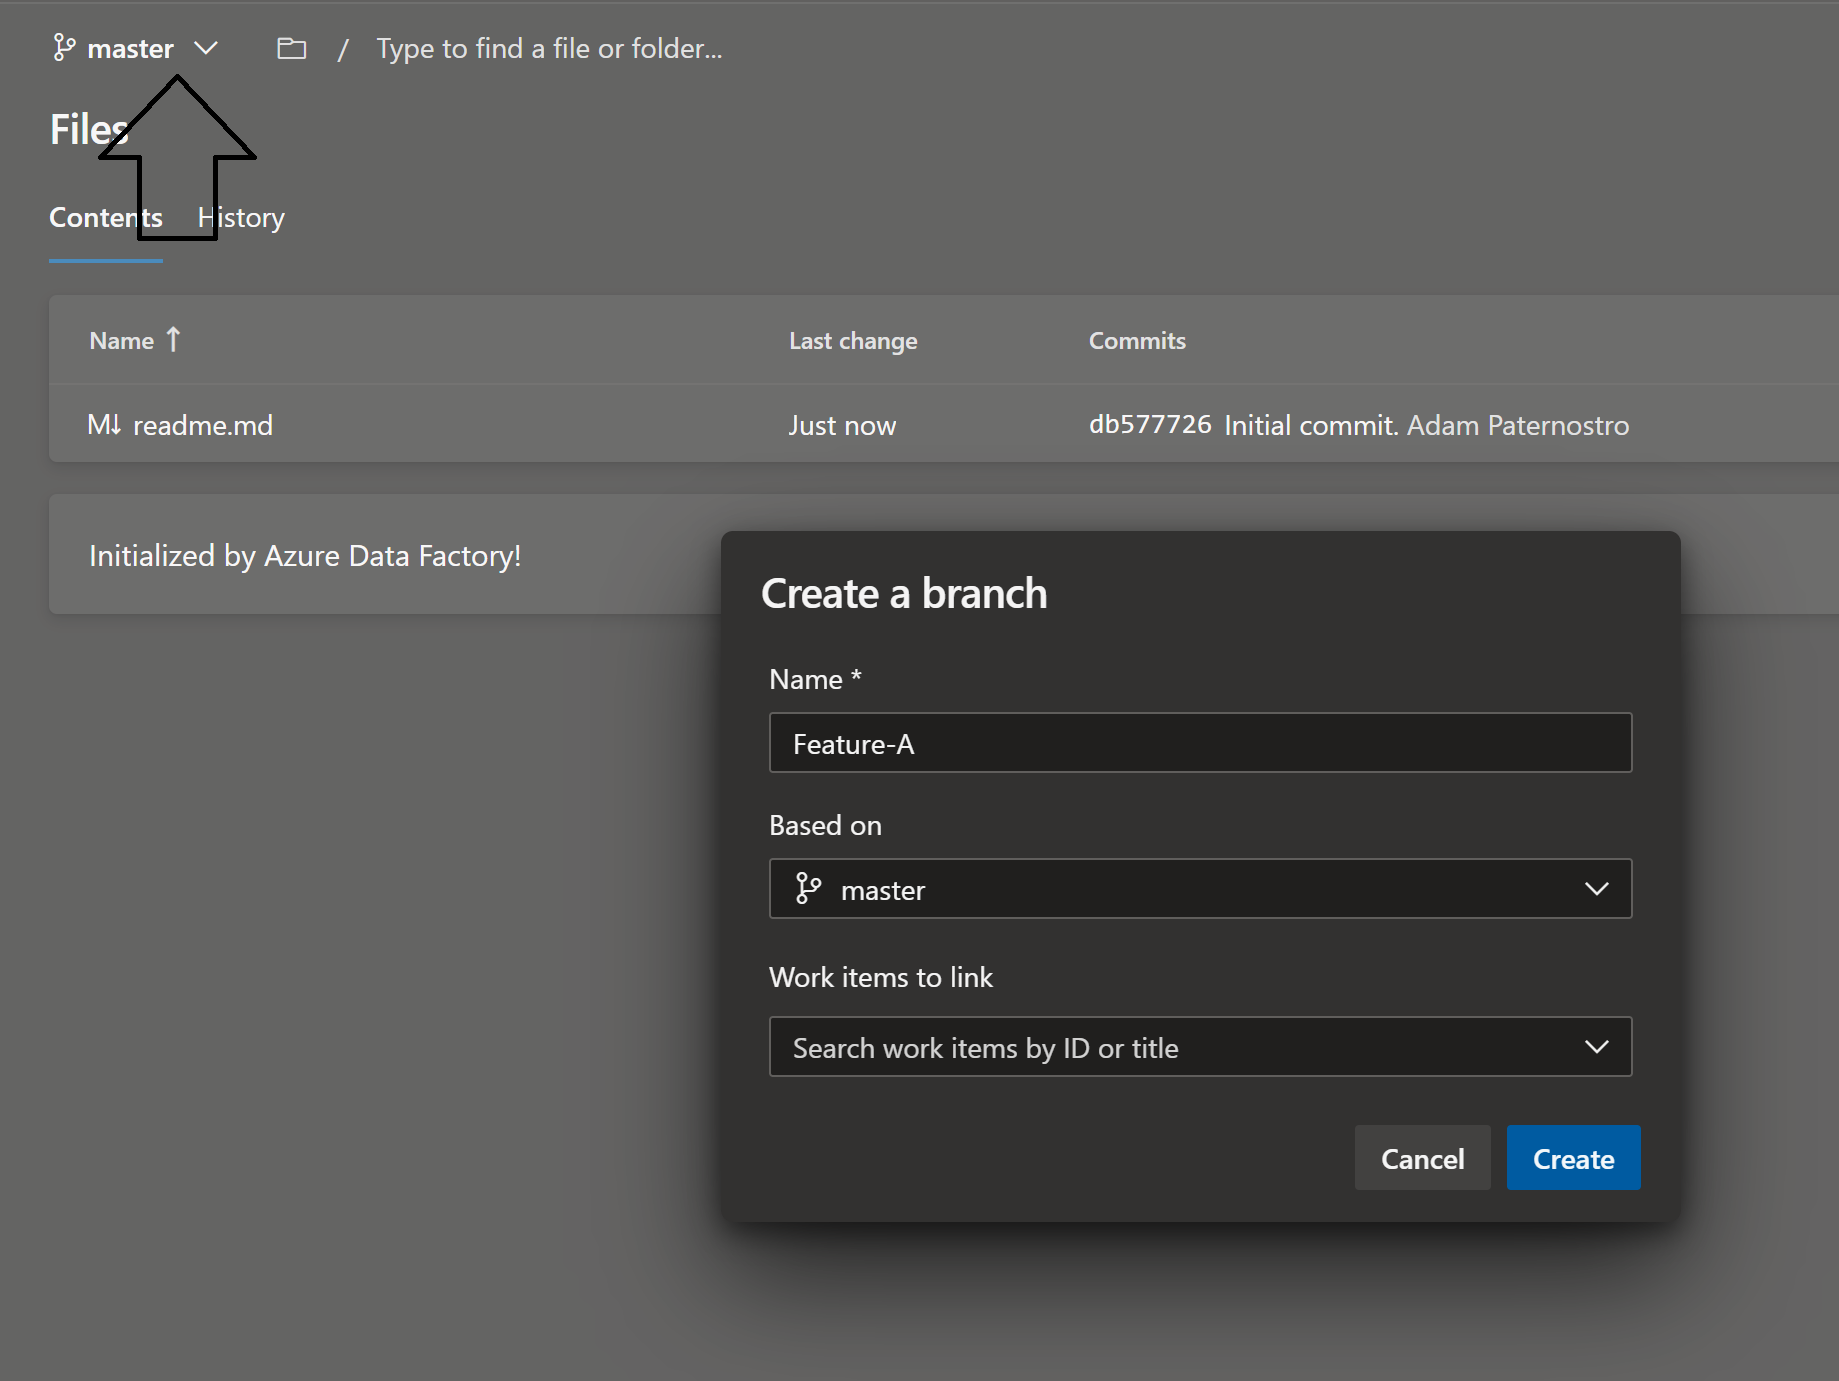 master / Type to find a file or folder...
Files
Contents History
Name ↑ Last change Commits
M↓ readme.md Just now db577726 Initial commit. Adam Paternostro
Initialized by Azure Data Factory!
Create a branch
Name *
Feature-A
Based on
master
Work items to link
Search work items by ID or title
Cancel Create